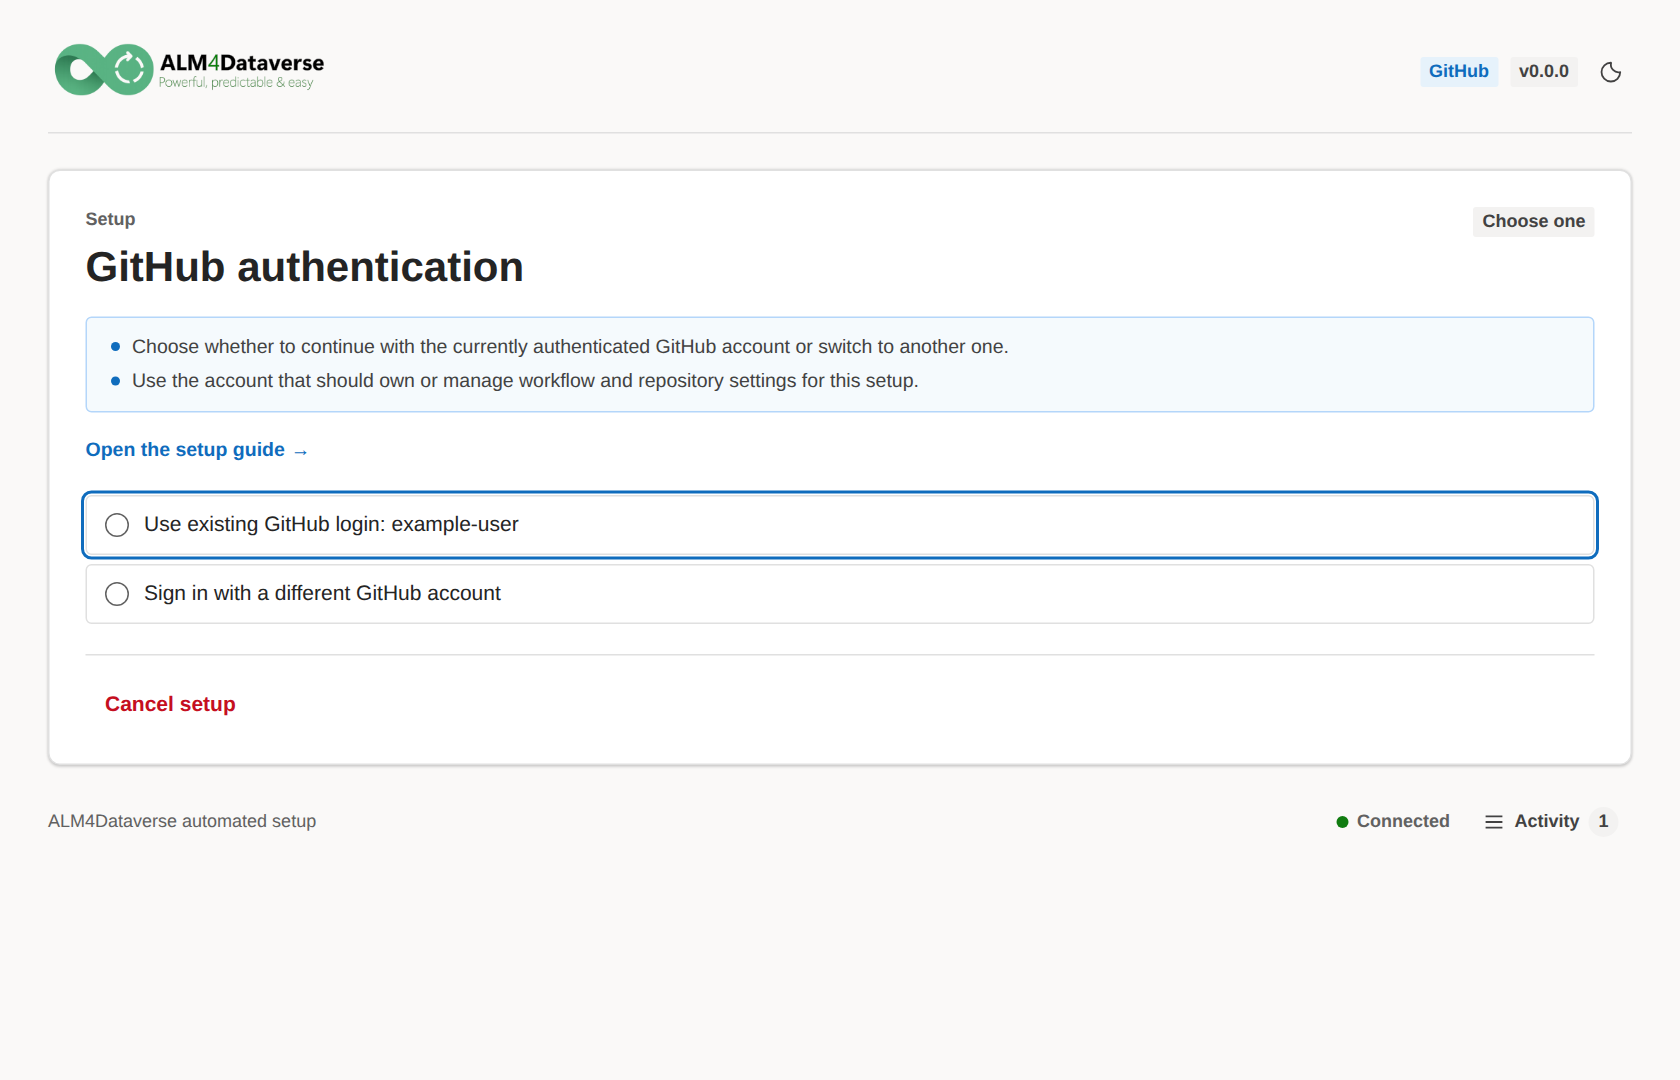 ALM4Dataverse
Powerful, predictable & easy
GitHub
v0.0.0
Setup
Choose one
GitHub authentication
Choose whether to continue with the currently authenticated GitHub account or switch to another one.
Use the account that should own or manage workflow and repository settings for this setup.
Open the setup guide →
Use existing GitHub login: example-user
Sign in with a different GitHub account
Cancel setup
ALM4Dataverse automated setup
Connected
Activity 1